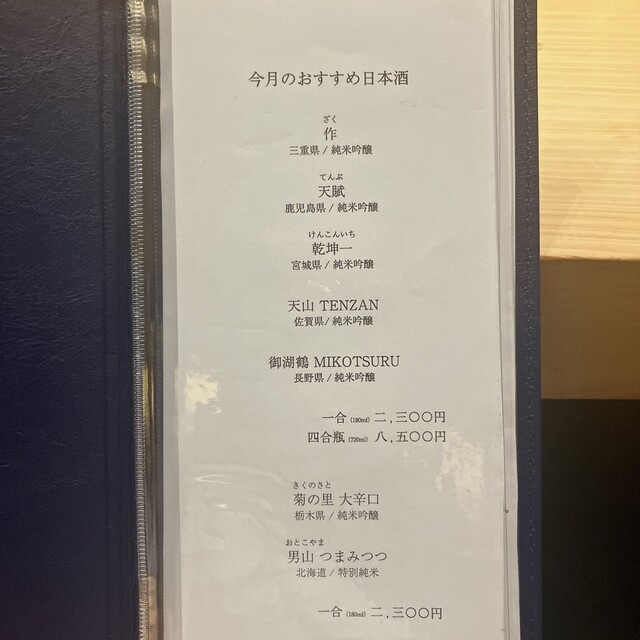 今月のおすすめ日本酒
ざく
作
三重県 / 純米吟醸
てんぶ
天賦
鹿児島県 / 純米吟醸
けんこんいち
乾坤一
宮城県 / 純米吟醸
天山 TENZAN
佐賀県 / 純米吟醸
御湖鶴 MIKOTSURU
長野県 / 純米吟醸
一合 (180ml) 二,三〇〇円
四合瓶 (720ml) 八,五〇〇円
きくのさと
菊の里 大辛口
栃木県 / 純米吟醸
おとこやま
男山 つまみつつ
北海道 / 特別純米
一合 (180ml) 二,三〇〇円